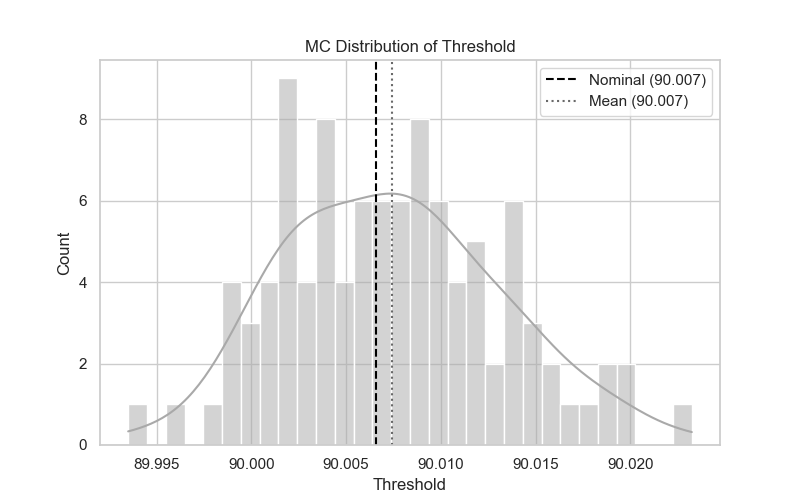 MC Distribution of Threshold
Nominal (90.007)
Mean (90.007)
8
6
4
2
0
Count
89.995 90.000 90.005 90.010 90.015 90.020
Threshold